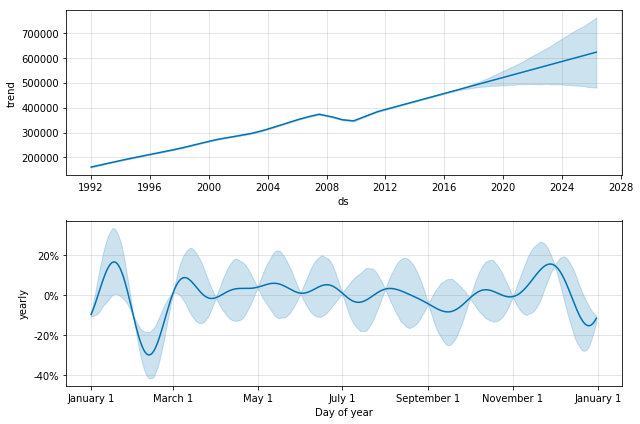 700000
600000
500000
400000
300000
200000
trend
1992 1996 2000 2004 2008 2012 2016 2020 2024 2028
ds
20%
0%
-20%
-40%
yearly
January 1 March 1 May 1 July 1 September 1 November 1 January 1
Day of year